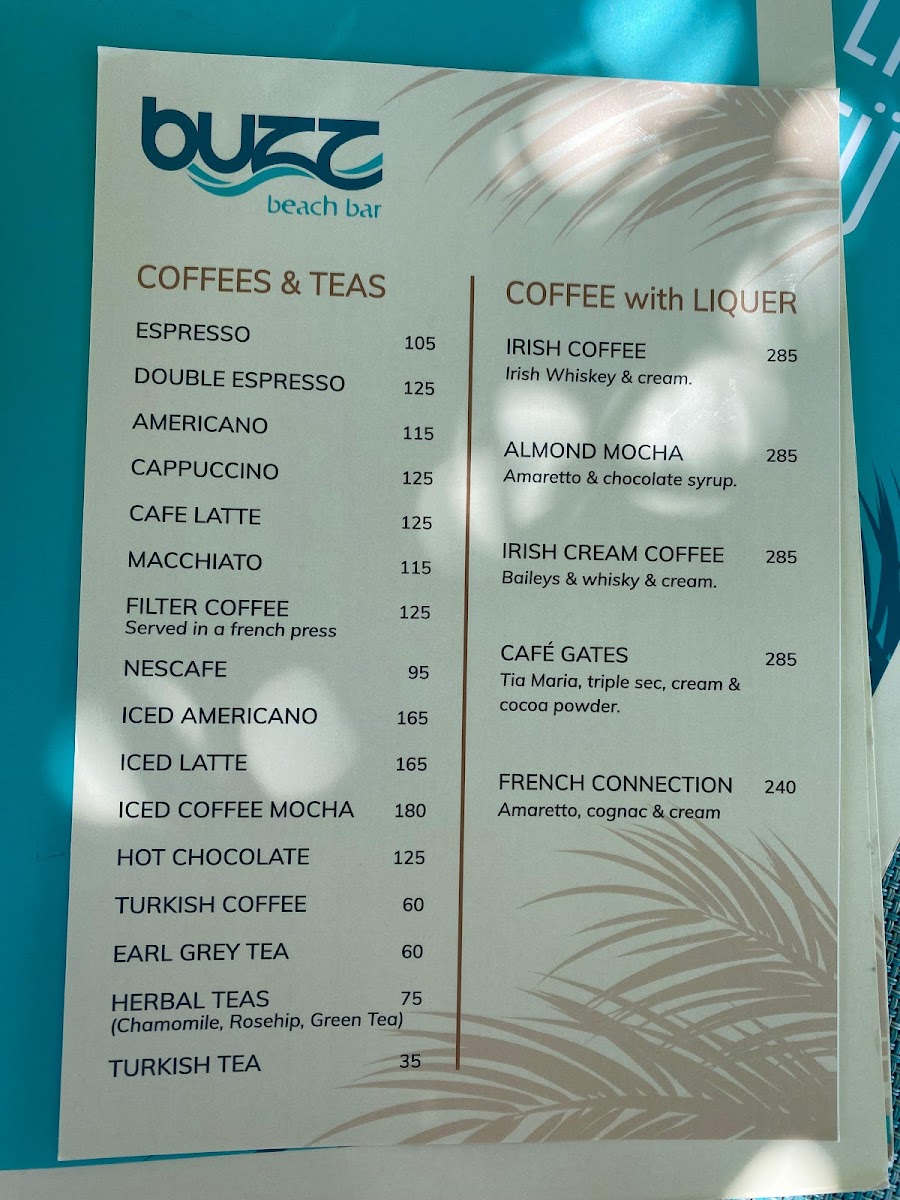 buzz
beach bar
COFFEES & TEAS
ESPRESSO 105
DOUBLE ESPRESSO 125
AMERICANO 115
CAPPUCCINO 125
CAFE LATTE 125
MACCHIATO 115
FILTER COFFEE 125
Served in a french press
NESCAFE 95
ICED AMERICANO 165
ICED LATTE 165
ICED COFFEE MOCHA 180
HOT CHOCOLATE 125
TURKISH COFFEE 60
EARL GREY TEA 60
HERBAL TEAS 75
(Chamomile, Rosehip, Green Tea)
TURKISH TEA 35
COFFEE with LIQUER
IRISH COFFEE 285
Irish Whiskey & cream.
ALMOND MOCHA 285
Amaretto & chocolate syrup.
IRISH CREAM COFFEE 285
Baileys & whisky & cream.
CAFÉ GATES 285
Tia Maria, triple sec, cream &
cocoa powder.
FRENCH CONNECTION 240
Amaretto, cognac & cream